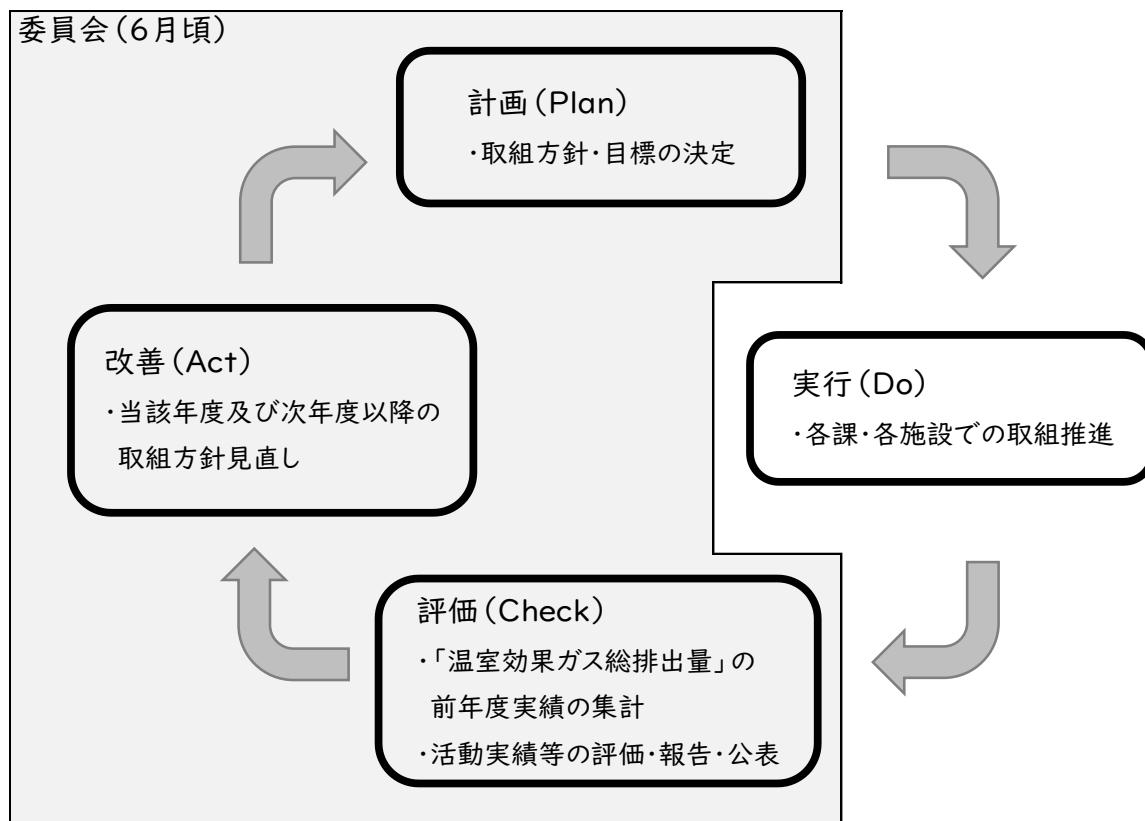 委員会(6月頃)
計画(Plan)
・取組方針・目標の決定
実行(Do)
・各課・各施設での取組推進
評価(Check)
・「温室効果ガス総排出量」の
前年度実績の集計
・活動実績等の評価・報告・公表
改善(Act)
・当該年度及び次年度以降の
取組方針見直し